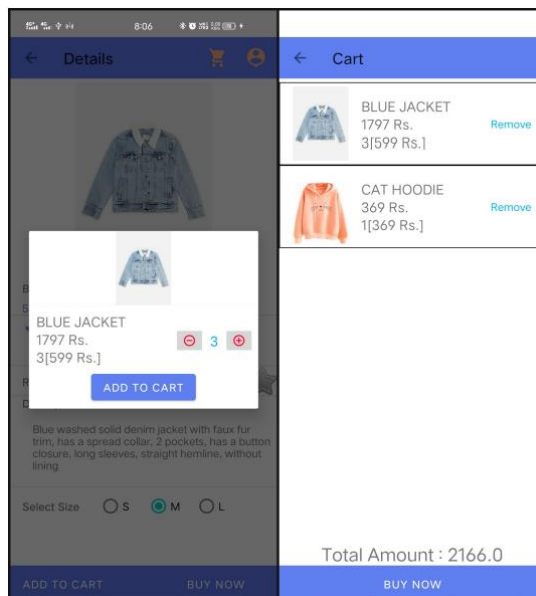 8:06
Details
BLUE JACKET
1797 Rs.
3[599 Rs.]
3
ADD TO CART
Blue washed solid denim jacket with faux fur
trim, has a spread collar, 2 pockets, has a button
closure, long sleeves, straight hemline, without
lining
Select Size S M L
ADD TO CART BUY NOW
Cart
BLUE JACKET
1797 Rs.
Remove
3[599 Rs.]
CAT HOODIE
369 Rs.
Remove
1[369 Rs.]
Total Amount : 2166.0
BUY NOW